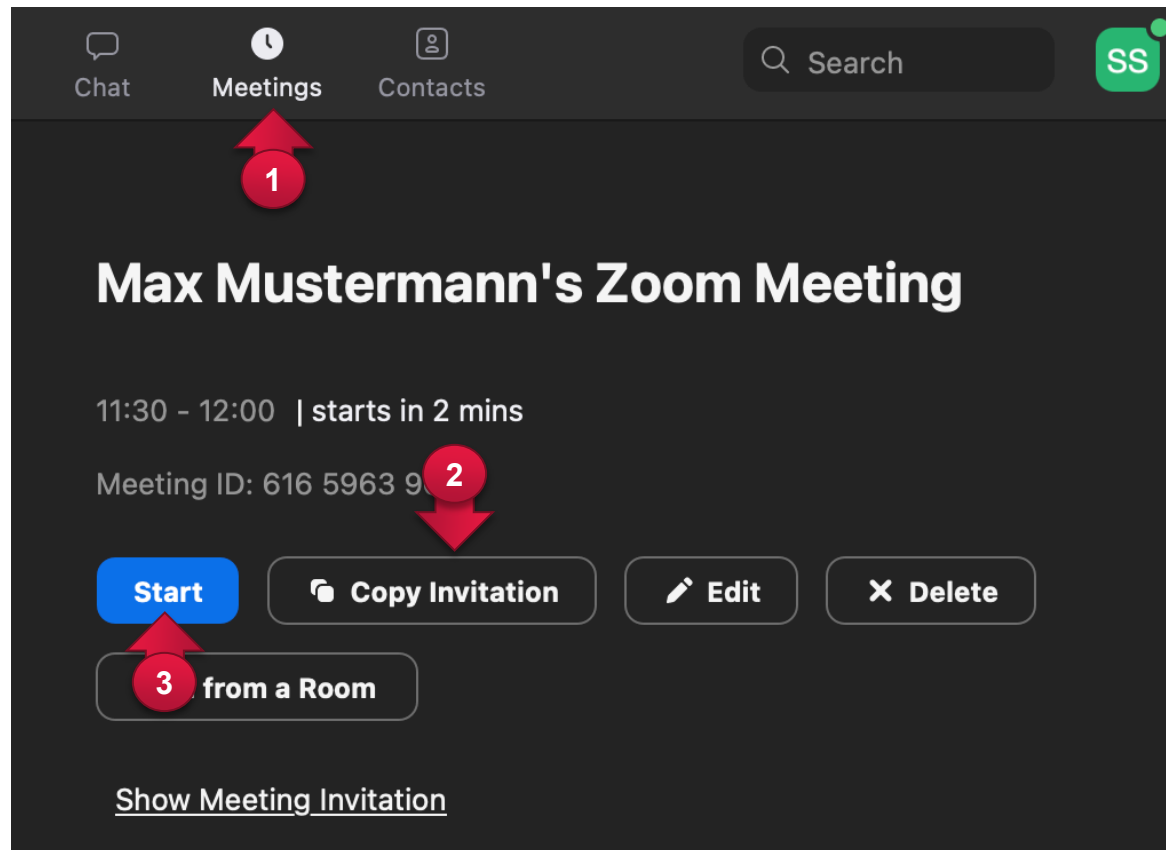 Chat Meetings Contacts Search SS
1
Max Mustermann's Zoom Meeting
11:30 - 12:00 | starts in 2 mins
Meeting ID: 616 5963
2
Start Copy Invitation Edit Delete
3
from a Room
Show Meeting Invitation